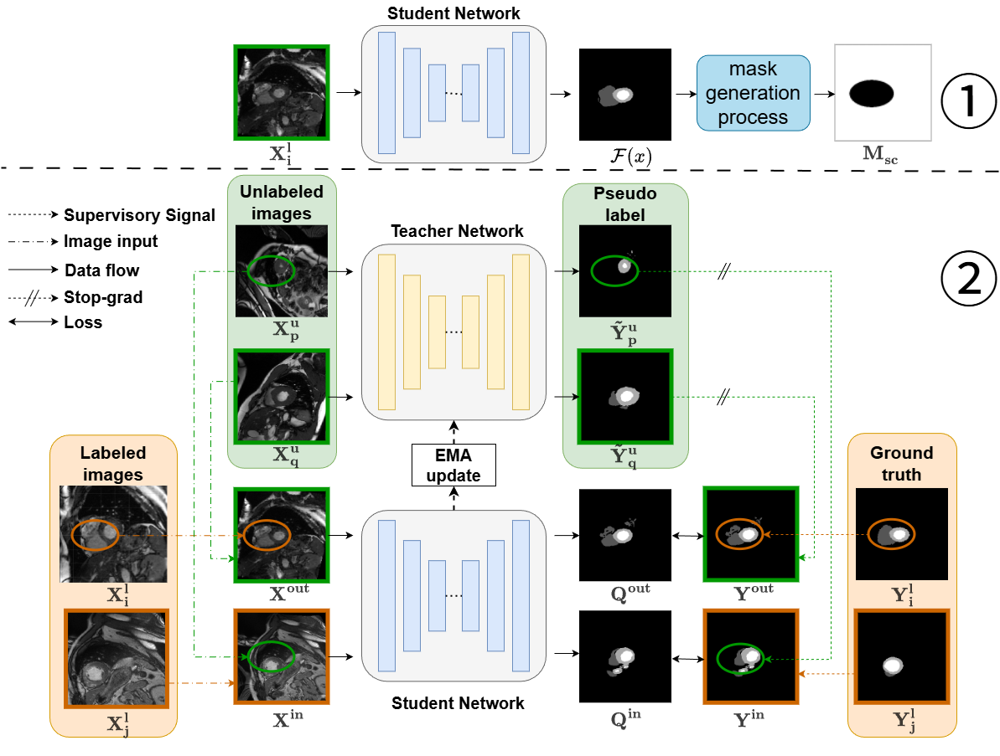 Student Network
mask
generation
process
1
X_i^l
F(x)
M_sc
Supervisory Signal
Image input
Data flow
Stop-grad
Loss
Unlabeled
images
Teacher Network
Pseudo
label
2
X_p^u
Ỹ_p^u
X_q^u
Ỹ_q^u
EMA
update
Labeled
images
Ground
truth
X_i^l
X^out
Q^out
Y^out
Y_i^l
Student Network
X_j^l
X^in
Q^in
Y^in
Y_j^l